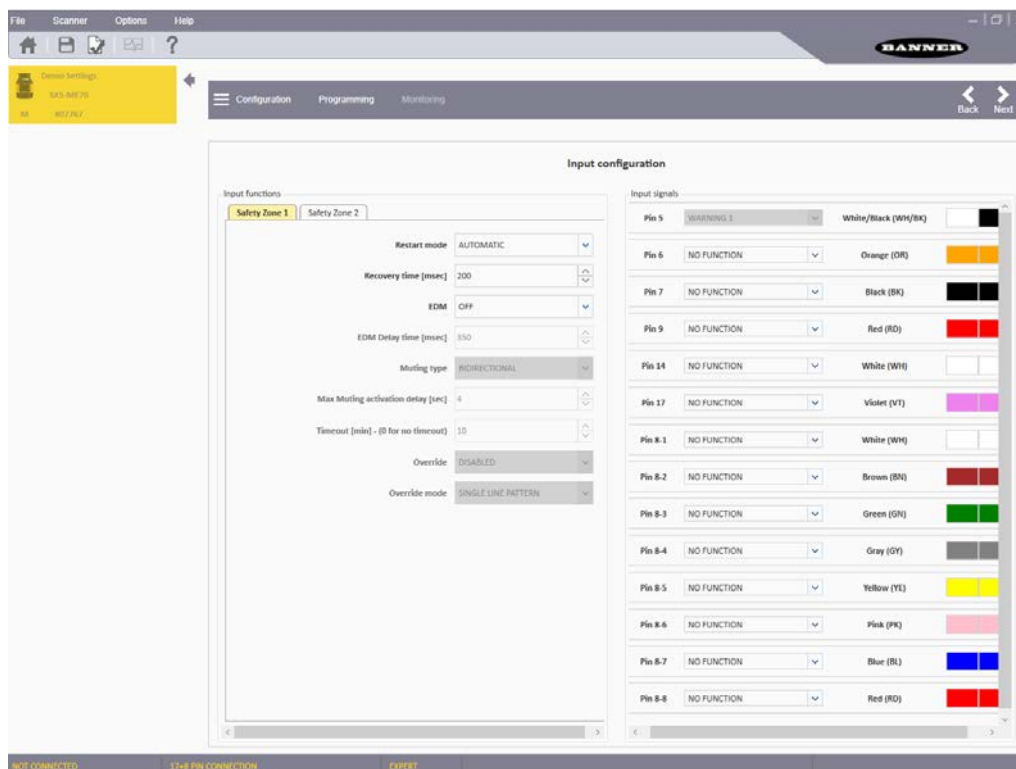 File Scanner Options Help
BANNER
Demo Settings
SX5-ME70
M 802767
Configuration Programming Monitoring
Back Next
Input configuration
Input functions
Safety Zone 1 Safety Zone 2
Restart mode AUTOMATIC
Recovery time [msec] 200
EDM OFF
EDM Delay time [msec] 350
Muting type BIDIRECTIONAL
Max Muting activation delay [sec] 4
Timeout [min] - (0 for no timeout) 10
Override DISABLED
Override mode SINGLE LINE PATTERN
Input signals
Pin 5 WARNING 1 White/Black (WH/BK)
Pin 6 NO FUNCTION Orange (OR)
Pin 7 NO FUNCTION Black (BK)
Pin 9 NO FUNCTION Red (RD)
Pin 14 NO FUNCTION White (WH)
Pin 17 NO FUNCTION Violet (VT)
Pin 8-1 NO FUNCTION White (WH)
Pin 8-2 NO FUNCTION Brown (BN)
Pin 8-3 NO FUNCTION Green (GN)
Pin 8-4 NO FUNCTION Gray (GY)
Pin 8-5 NO FUNCTION Yellow (YE)
Pin 8-6 NO FUNCTION Pink (PK)
Pin 8-7 NO FUNCTION Blue (BL)
Pin 8-8 NO FUNCTION Red (RD)
NOT CONNECTED 17+8 PIN CONNECTION EXPERT